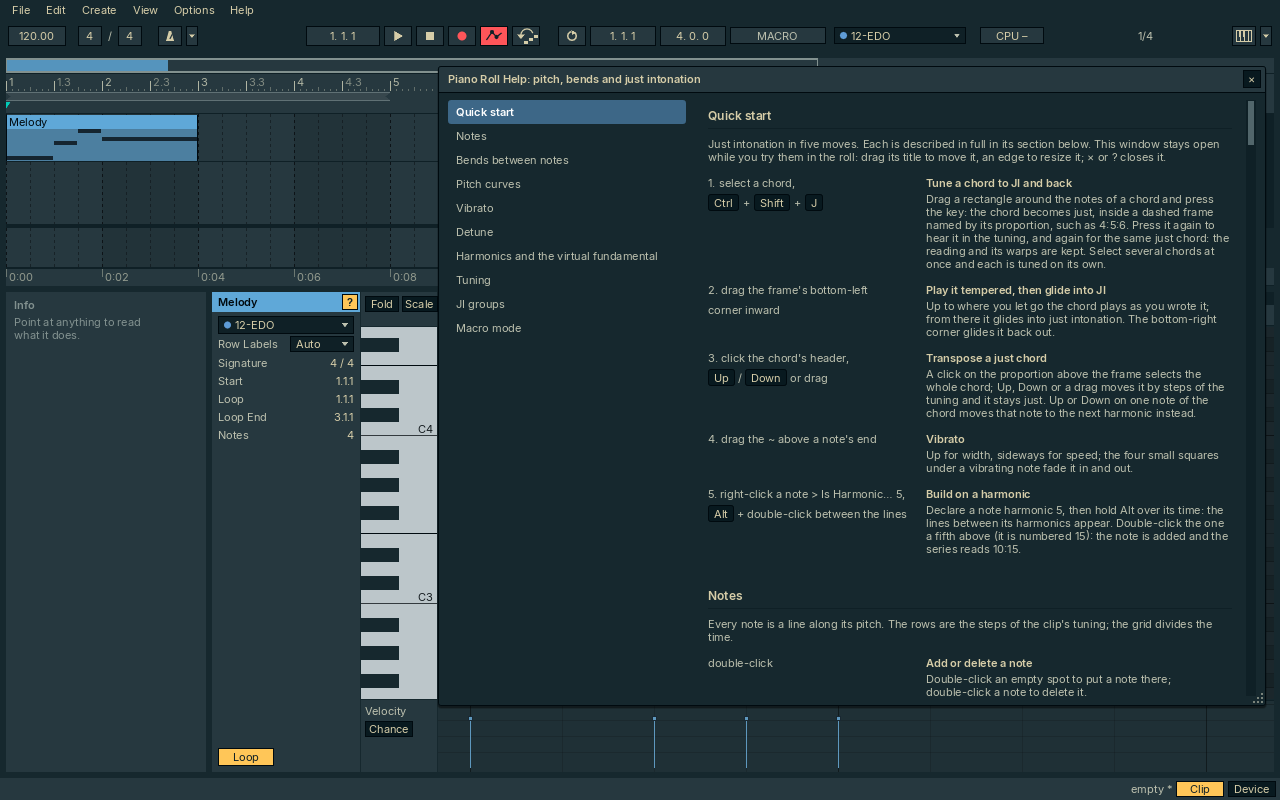 File Edit Create View Options Help
120.00 4 / 4 1. 1. 1 1. 1. 1 4. 0. 0 MACRO 12-EDO CPU – 1/4
1 1.3 2 2.3 3 3.3 4 4.3 5
Melody
0:00 0:02 0:04 0:06 0:08
Info
Point at anything to read
what it does.
Melody ?
12-EDO
Row Labels Auto
Signature 4 / 4
Start 1.1.1
Loop 1.1.1
Loop End 3.1.1
Notes 4
Loop
Fold Scale
C4
C3
Velocity
Chance
Piano Roll Help: pitch, bends and just intonation ×
Quick start
Notes
Bends between notes
Pitch curves
Vibrato
Detune
Harmonics and the virtual fundamental
Tuning
JI groups
Macro mode
Quick start
Just intonation in five moves. Each is described in full in its section below. This window stays open
while you try them in the roll: drag its title to move it, an edge to resize it; × or ? closes it.
1. select a chord,
Ctrl + Shift + J
Tune a chord to JI and back
Drag a rectangle around the notes of a chord and press
the key: the chord becomes just, inside a dashed frame
named by its proportion, such as 4:5:6. Press it again to
hear it in the tuning, and again for the same just chord: the
reading and its warps are kept. Select several chords at
once and each is tuned on its own.
2. drag the frame's bottom-left
corner inward
Play it tempered, then glide into JI
Up to where you let go the chord plays as you wrote it;
from there it glides into just intonation. The bottom-right
corner glides it back out.
3. click the chord's header,
Up / Down or drag
Transpose a just chord
A click on the proportion above the frame selects the
whole chord; Up, Down or a drag moves it by steps of the
tuning and it stays just. Up or Down on one note of the
chord moves that note to the next harmonic instead.
4. drag the ~ above a note's end
Vibrato
Up for width, sideways for speed; the four small squares
under a vibrating note fade it in and out.
5. right-click a note > Is Harmonic... 5,
Alt + double-click between the lines
Build on a harmonic
Declare a note harmonic 5, then hold Alt over its time: the
lines between its harmonics appear. Double-click the one
a fifth above (it is numbered 15): the note is added and the
series reads 10:15.
Notes
Every note is a line along its pitch. The rows are the steps of the clip's tuning; the grid divides the
time.
double-click
Add or delete a note
Double-click an empty spot to put a note there;
double-click a note to delete it.
empty * Clip Device